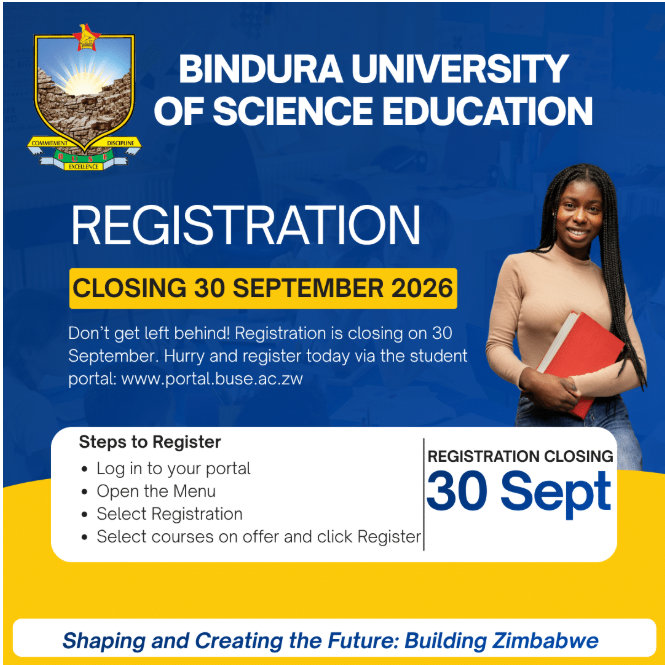 COMMITMENT
DISCIPLINE
BUSE
EXCELLENCE
BINDURA UNIVERSITY
OF SCIENCE EDUCATION
REGISTRATION
CLOSING 30 SEPTEMBER 2026
Don’t get left behind! Registration is closing on 30
September. Hurry and register today via the student
portal: www.portal.buse.ac.zw
Steps to Register
• Log in to your portal
• Open the Menu
• Select Registration
• Select courses on offer and click Register
REGISTRATION CLOSING
30 Sept
Shaping and Creating the Future: Building Zimbabwe